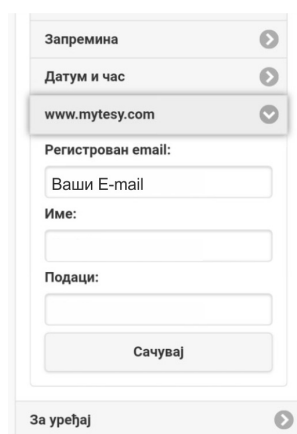 Запремина
Датум и час
www.mytesy.com
Регистрован email:
Ваши E-mail
Име:
Подаци:
Сачувај
За уређај